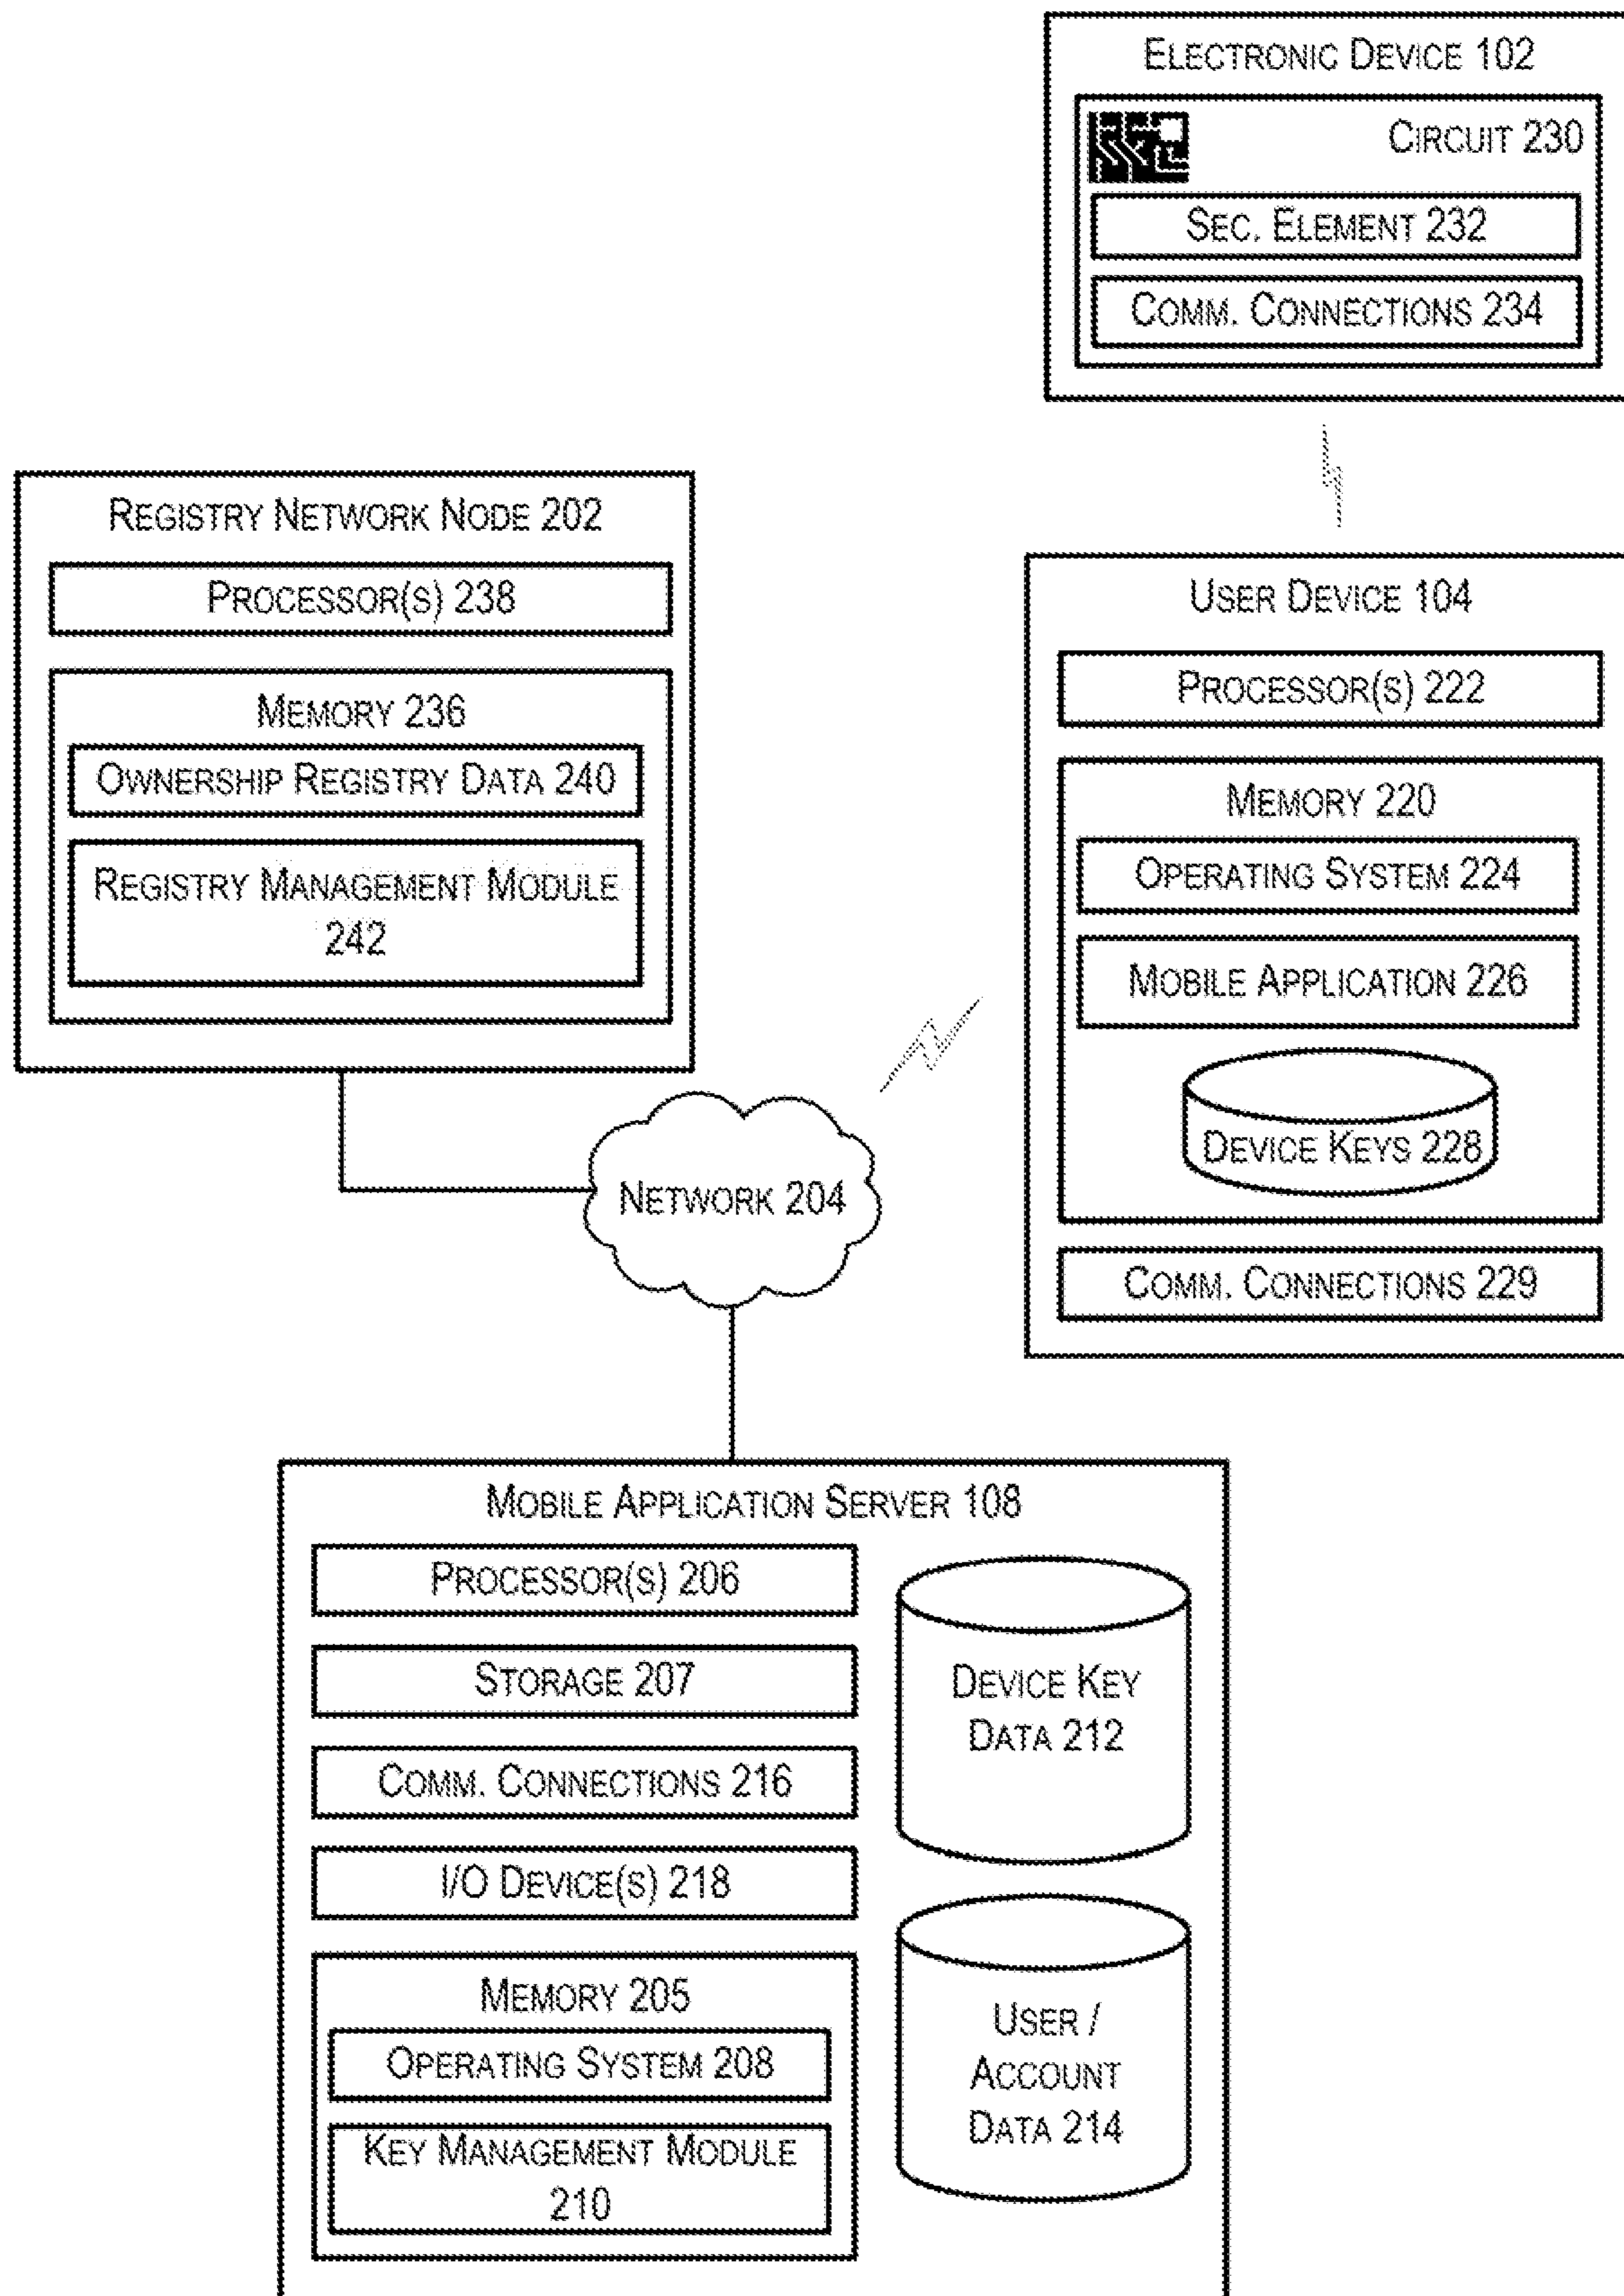 ELECTRONIC DEVICE 102
CIRCUIT 230
SEC. ELEMENT 232
COMM. CONNECTIONS 234
REGISTRY NETWORK NODE 202
PROCESSOR(S) 238
MEMORY 236
OWNERSHIP REGISTRY DATA 240
REGISTRY MANAGEMENT MODULE
242
USER DEVICE 104
PROCESSOR(S) 222
MEMORY 220
OPERATING SYSTEM 224
MOBILE APPLICATION 226
DEVICE KEYS 228
COMM. CONNECTIONS 229
NETWORK 204
MOBILE APPLICATION SERVER 108
PROCESSOR(S) 206
STORAGE 207
COMM. CONNECTIONS 216
I/O DEVICE(S) 218
MEMORY 205
OPERATING SYSTEM 208
KEY MANAGEMENT MODULE
210
DEVICE KEY
DATA 212
USER /
ACCOUNT
DATA 214